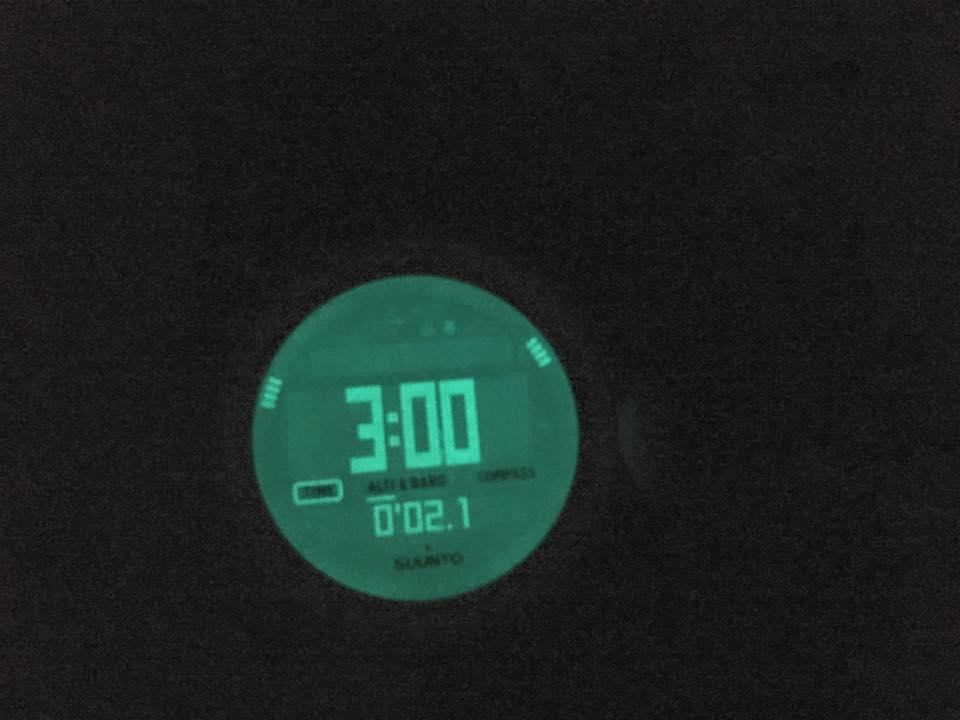 3:00
TIME ALTI & BARO COMPASS
0'02.1
SUUNTO